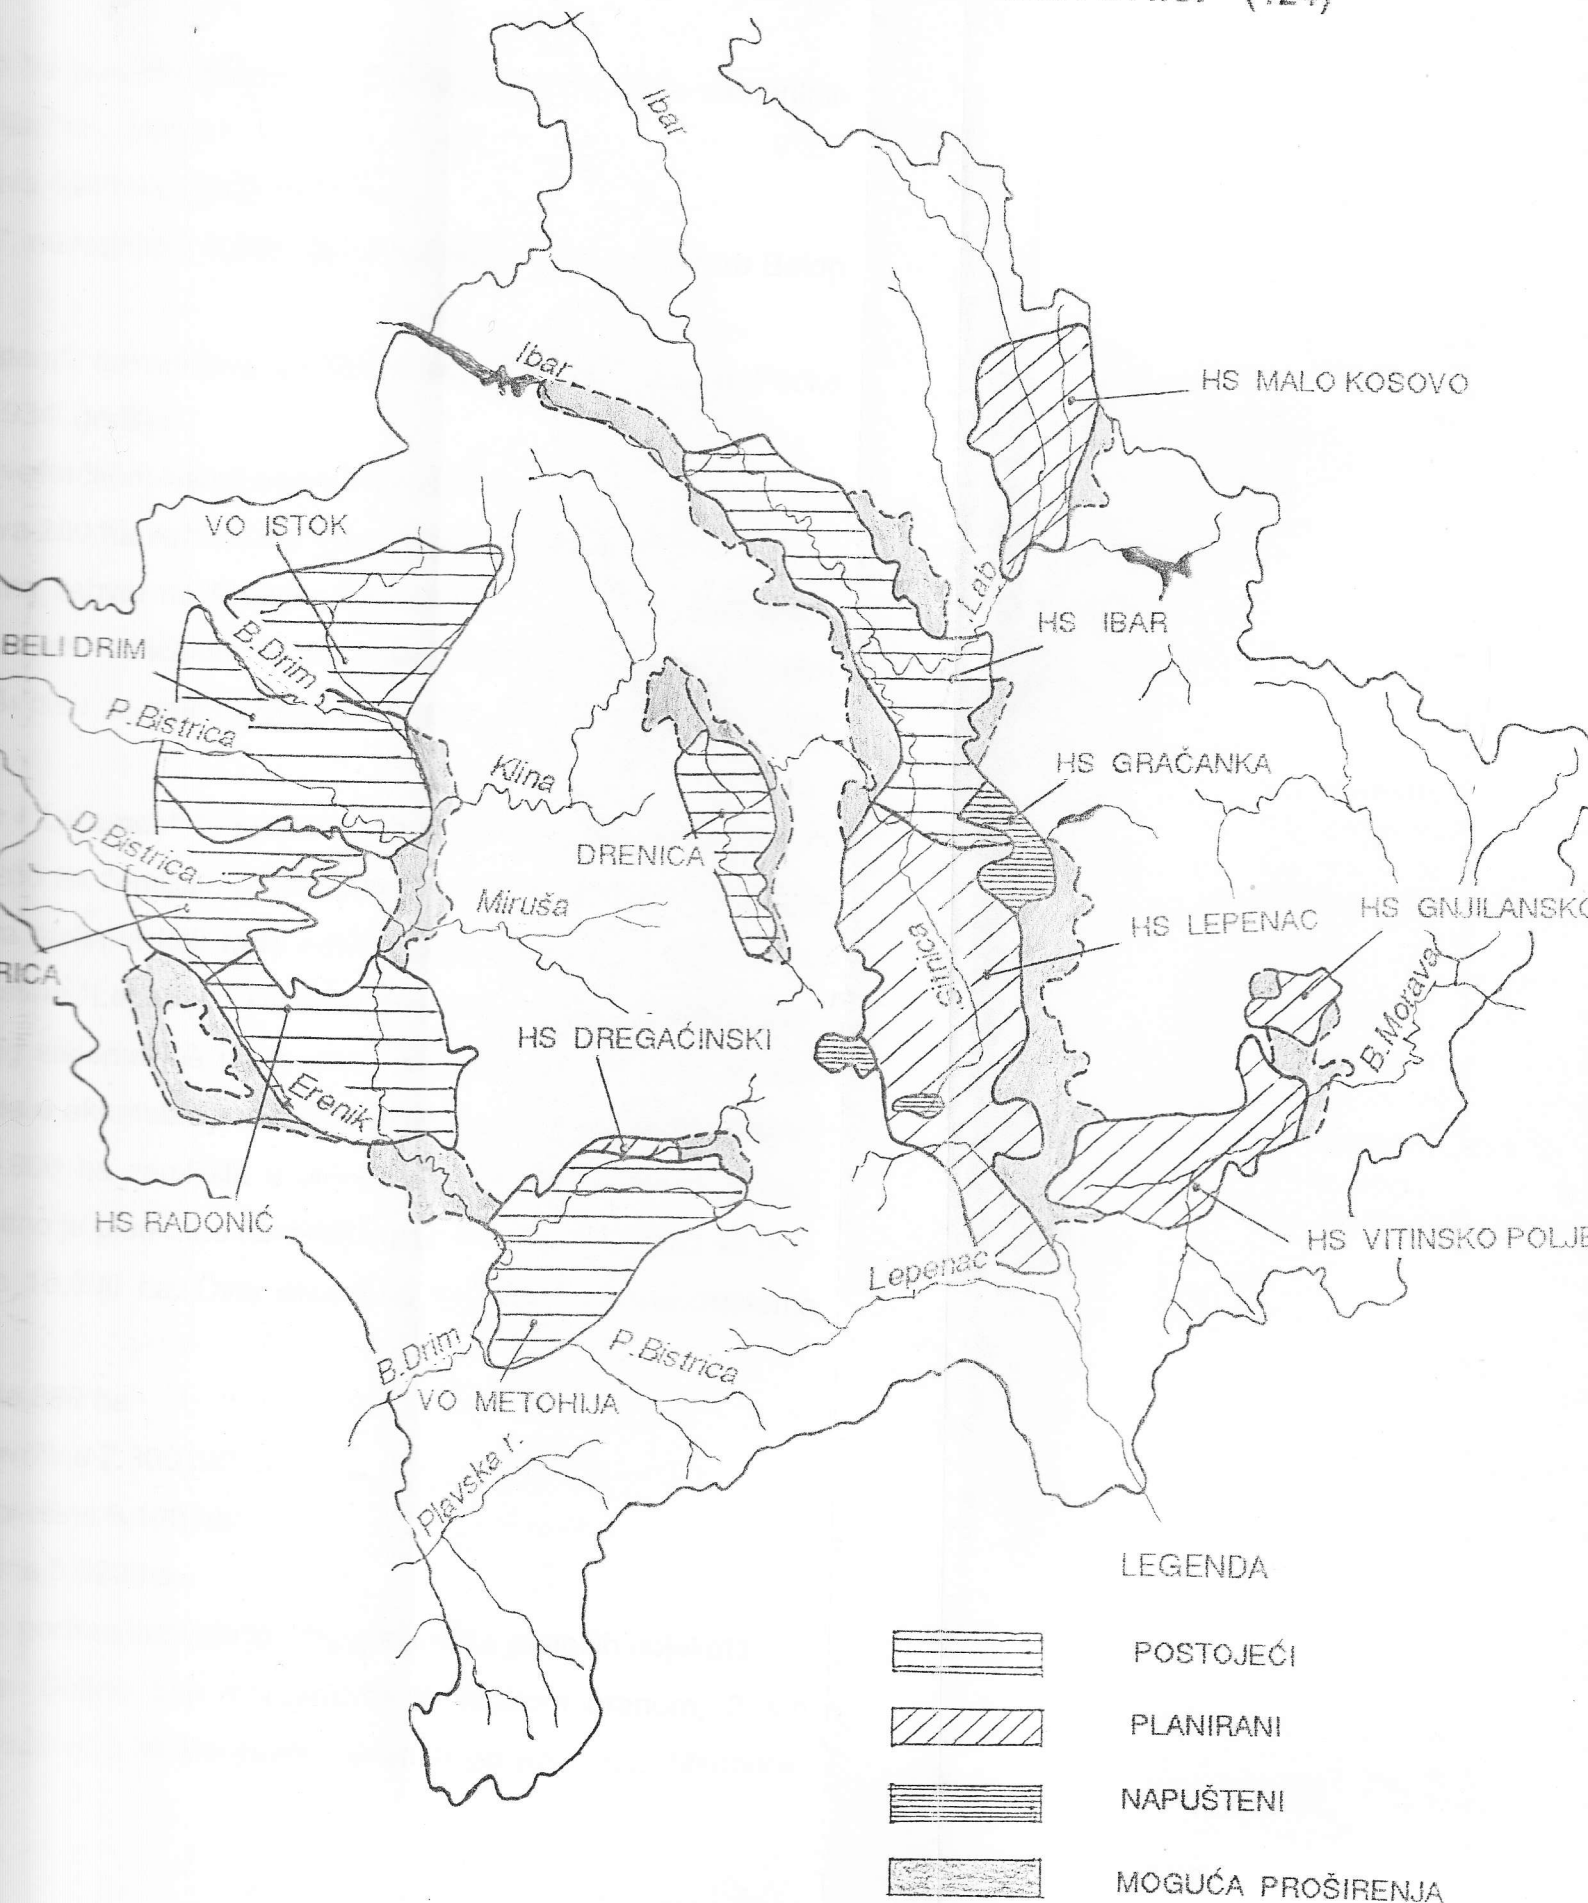 (124)
Ibar
Ibar
HS MALO KOSOVO
VO ISTOK
Lab
HS IBAR
BELI DRIM
B.Drim
P.Bistrica
Klina
HS GRAČANKA
D.Bistrica
DRENICA
Miruša
HS LEPENAC
HS GNJILANSKO
RICA
Sitnica
B.Morava
HS DREGAĆINSKI
Erenik
HS RADONIĆ
HS VITINSKO POLJE
Lepenac
B.Drim
P.Bistrica
VO METOHIJA
Plavska r.
LEGENDA
POSTOJEĆI
PLANIRANI
NAPUŠTENI
MOGUĆA PROŠIRENJA